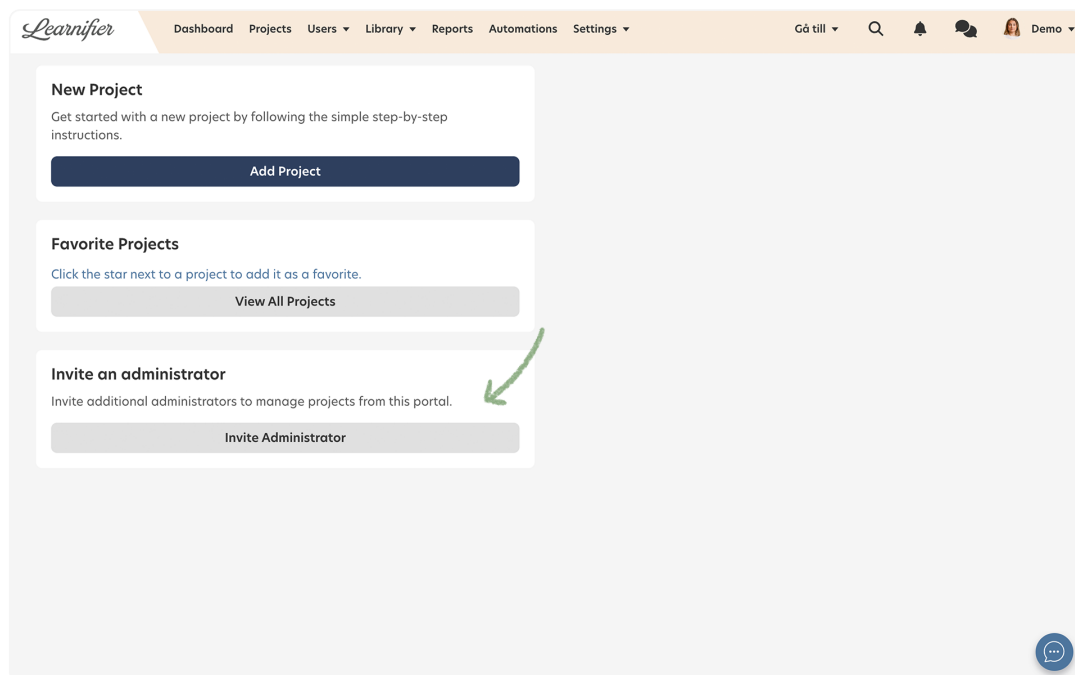 Learnifier
Dashboard Projects Users Library Reports Automations Settings Gå till Demo
New Project
Get started with a new project by following the simple step-by-step
instructions.
Add Project
Favorite Projects
Click the star next to a project to add it as a favorite.
View All Projects
Invite an administrator
Invite additional administrators to manage projects from this portal.
Invite Administrator